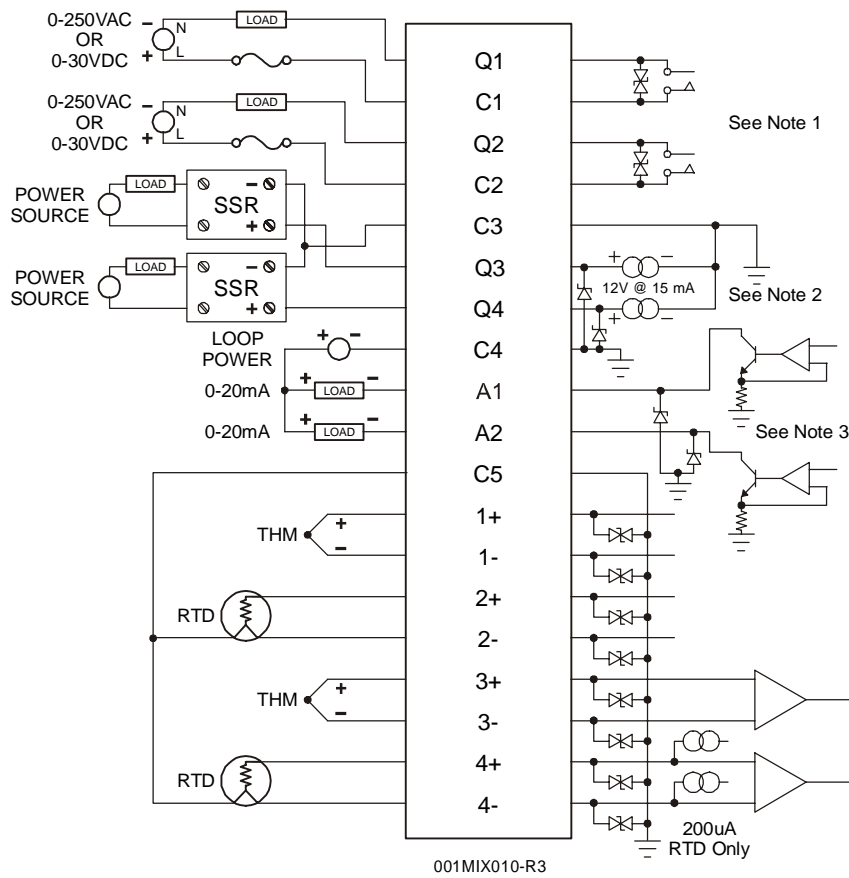 0-250VAC
OR
0-30VDC
-
+
N
L
LOAD
0-250VAC
OR
0-30VDC
-
+
N
L
LOAD
POWER
SOURCE
LOAD
SSR
-
+
POWER
SOURCE
LOAD
SSR
-
+
LOOP
POWER
+ -
0-20mA
+ LOAD -
0-20mA
+ LOAD -
THM
+
-
RTD
THM
+
-
RTD
Q1
C1
Q2
C2
C3
Q3
Q4
C4
A1
A2
C5
1+
1-
2+
2-
3+
3-
4+
4-
See Note 1
+ -
12V @ 15 mA
+ -
See Note 2
See Note 3
200uA
RTD Only
001MIX010-R3